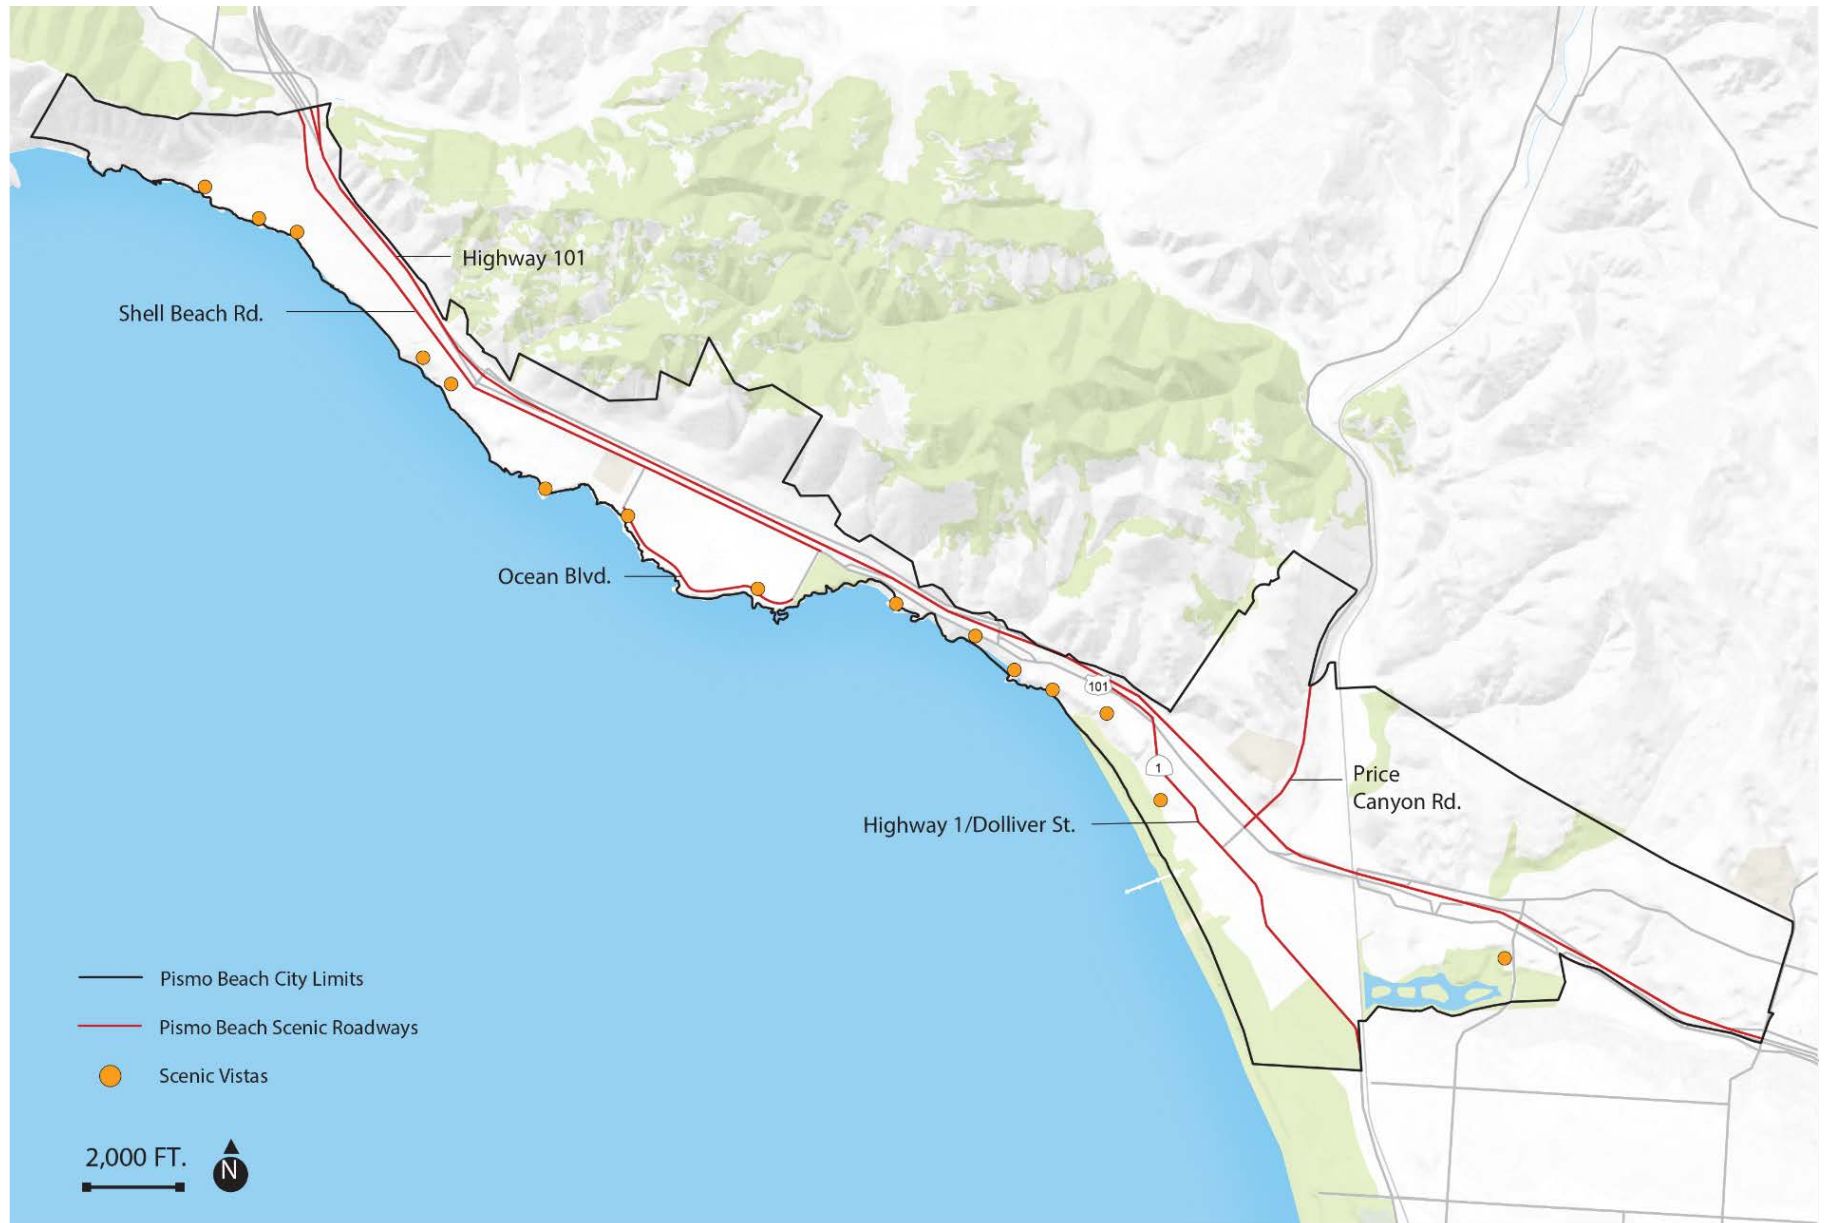 Highway 101
Shell Beach Rd.
Ocean Blvd.
101
1
Price
Canyon Rd.
Highway 1/Dolliver St.
Pismo Beach City Limits
Pismo Beach Scenic Roadways
Scenic Vistas
2,000 FT.
N